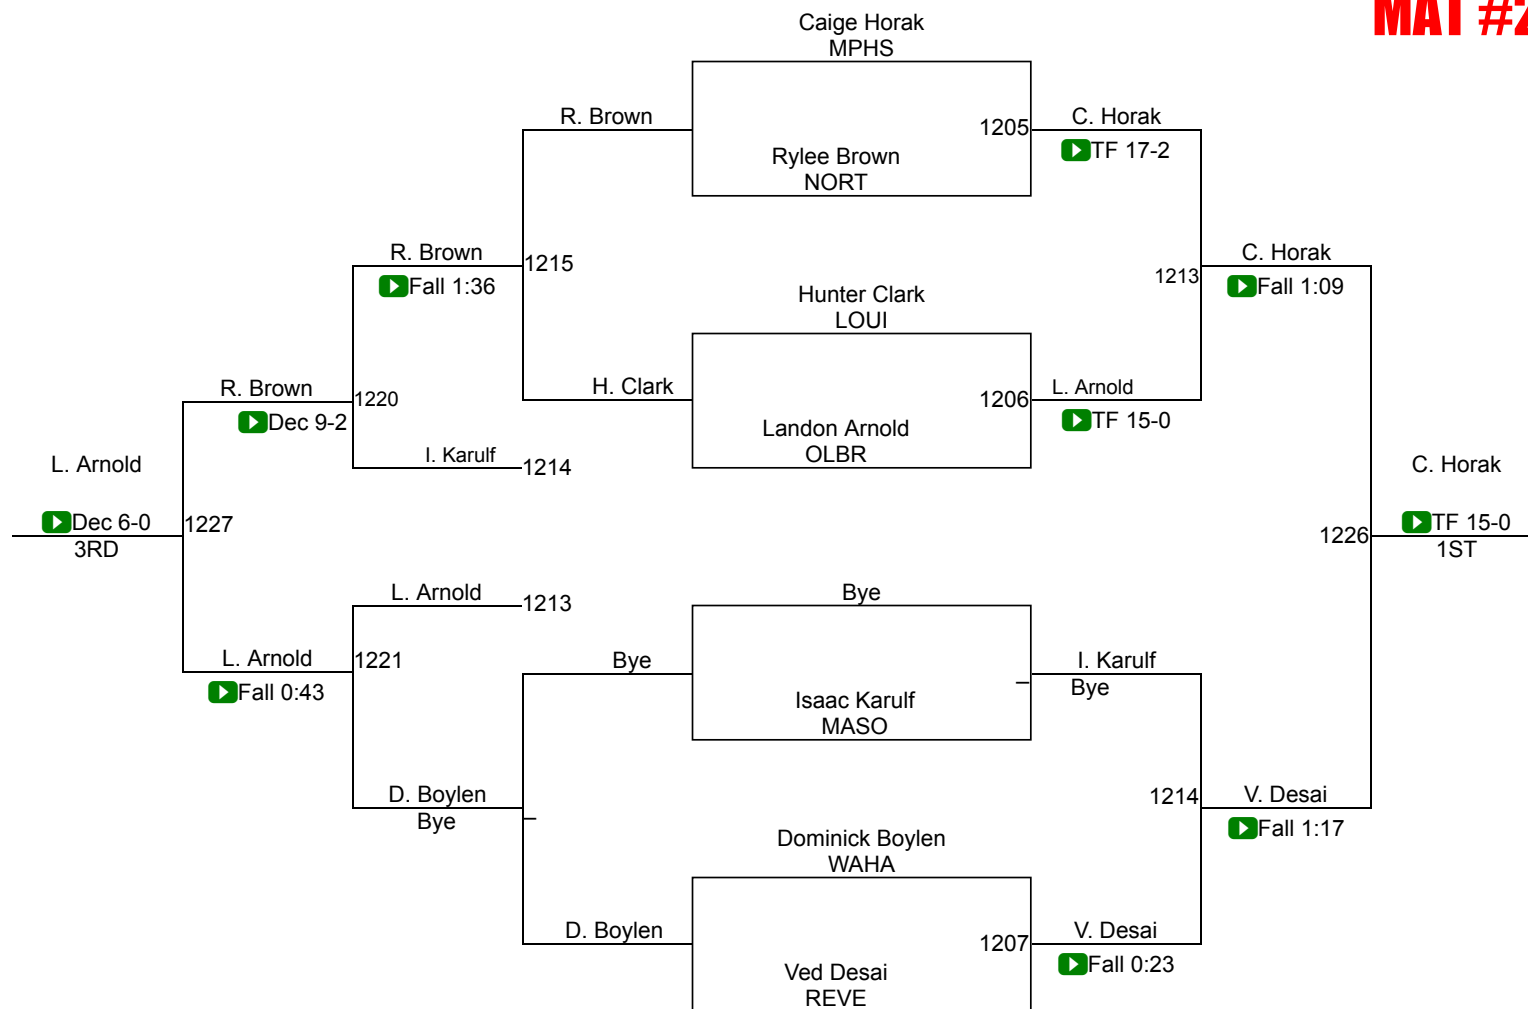 MAT #2
Caige Horak
MPHS
R. Brown
1205
C. Horak
TF 17-2
Rylee Brown
NORT
R. Brown
1215
Fall 1:36
1213
C. Horak
Fall 1:09
Hunter Clark
LOUI
R. Brown
1220
Dec 9-2
H. Clark
1206
L. Arnold
TF 15-0
Landon Arnold
OLBR
I. Karulf
1214
L. Arnold
Dec 6-0
3RD
1227
C. Horak
1226
TF 15-0
1ST
L. Arnold
1213
Bye
L. Arnold
1221
Fall 0:43
Bye
I. Karulf
Bye
Isaac Karulf
MASO
D. Boylen
Bye
1214
V. Desai
Fall 1:17
Dominick Boylen
WAHA
D. Boylen
1207
V. Desai
Fall 0:23
Ved Desai
REVE